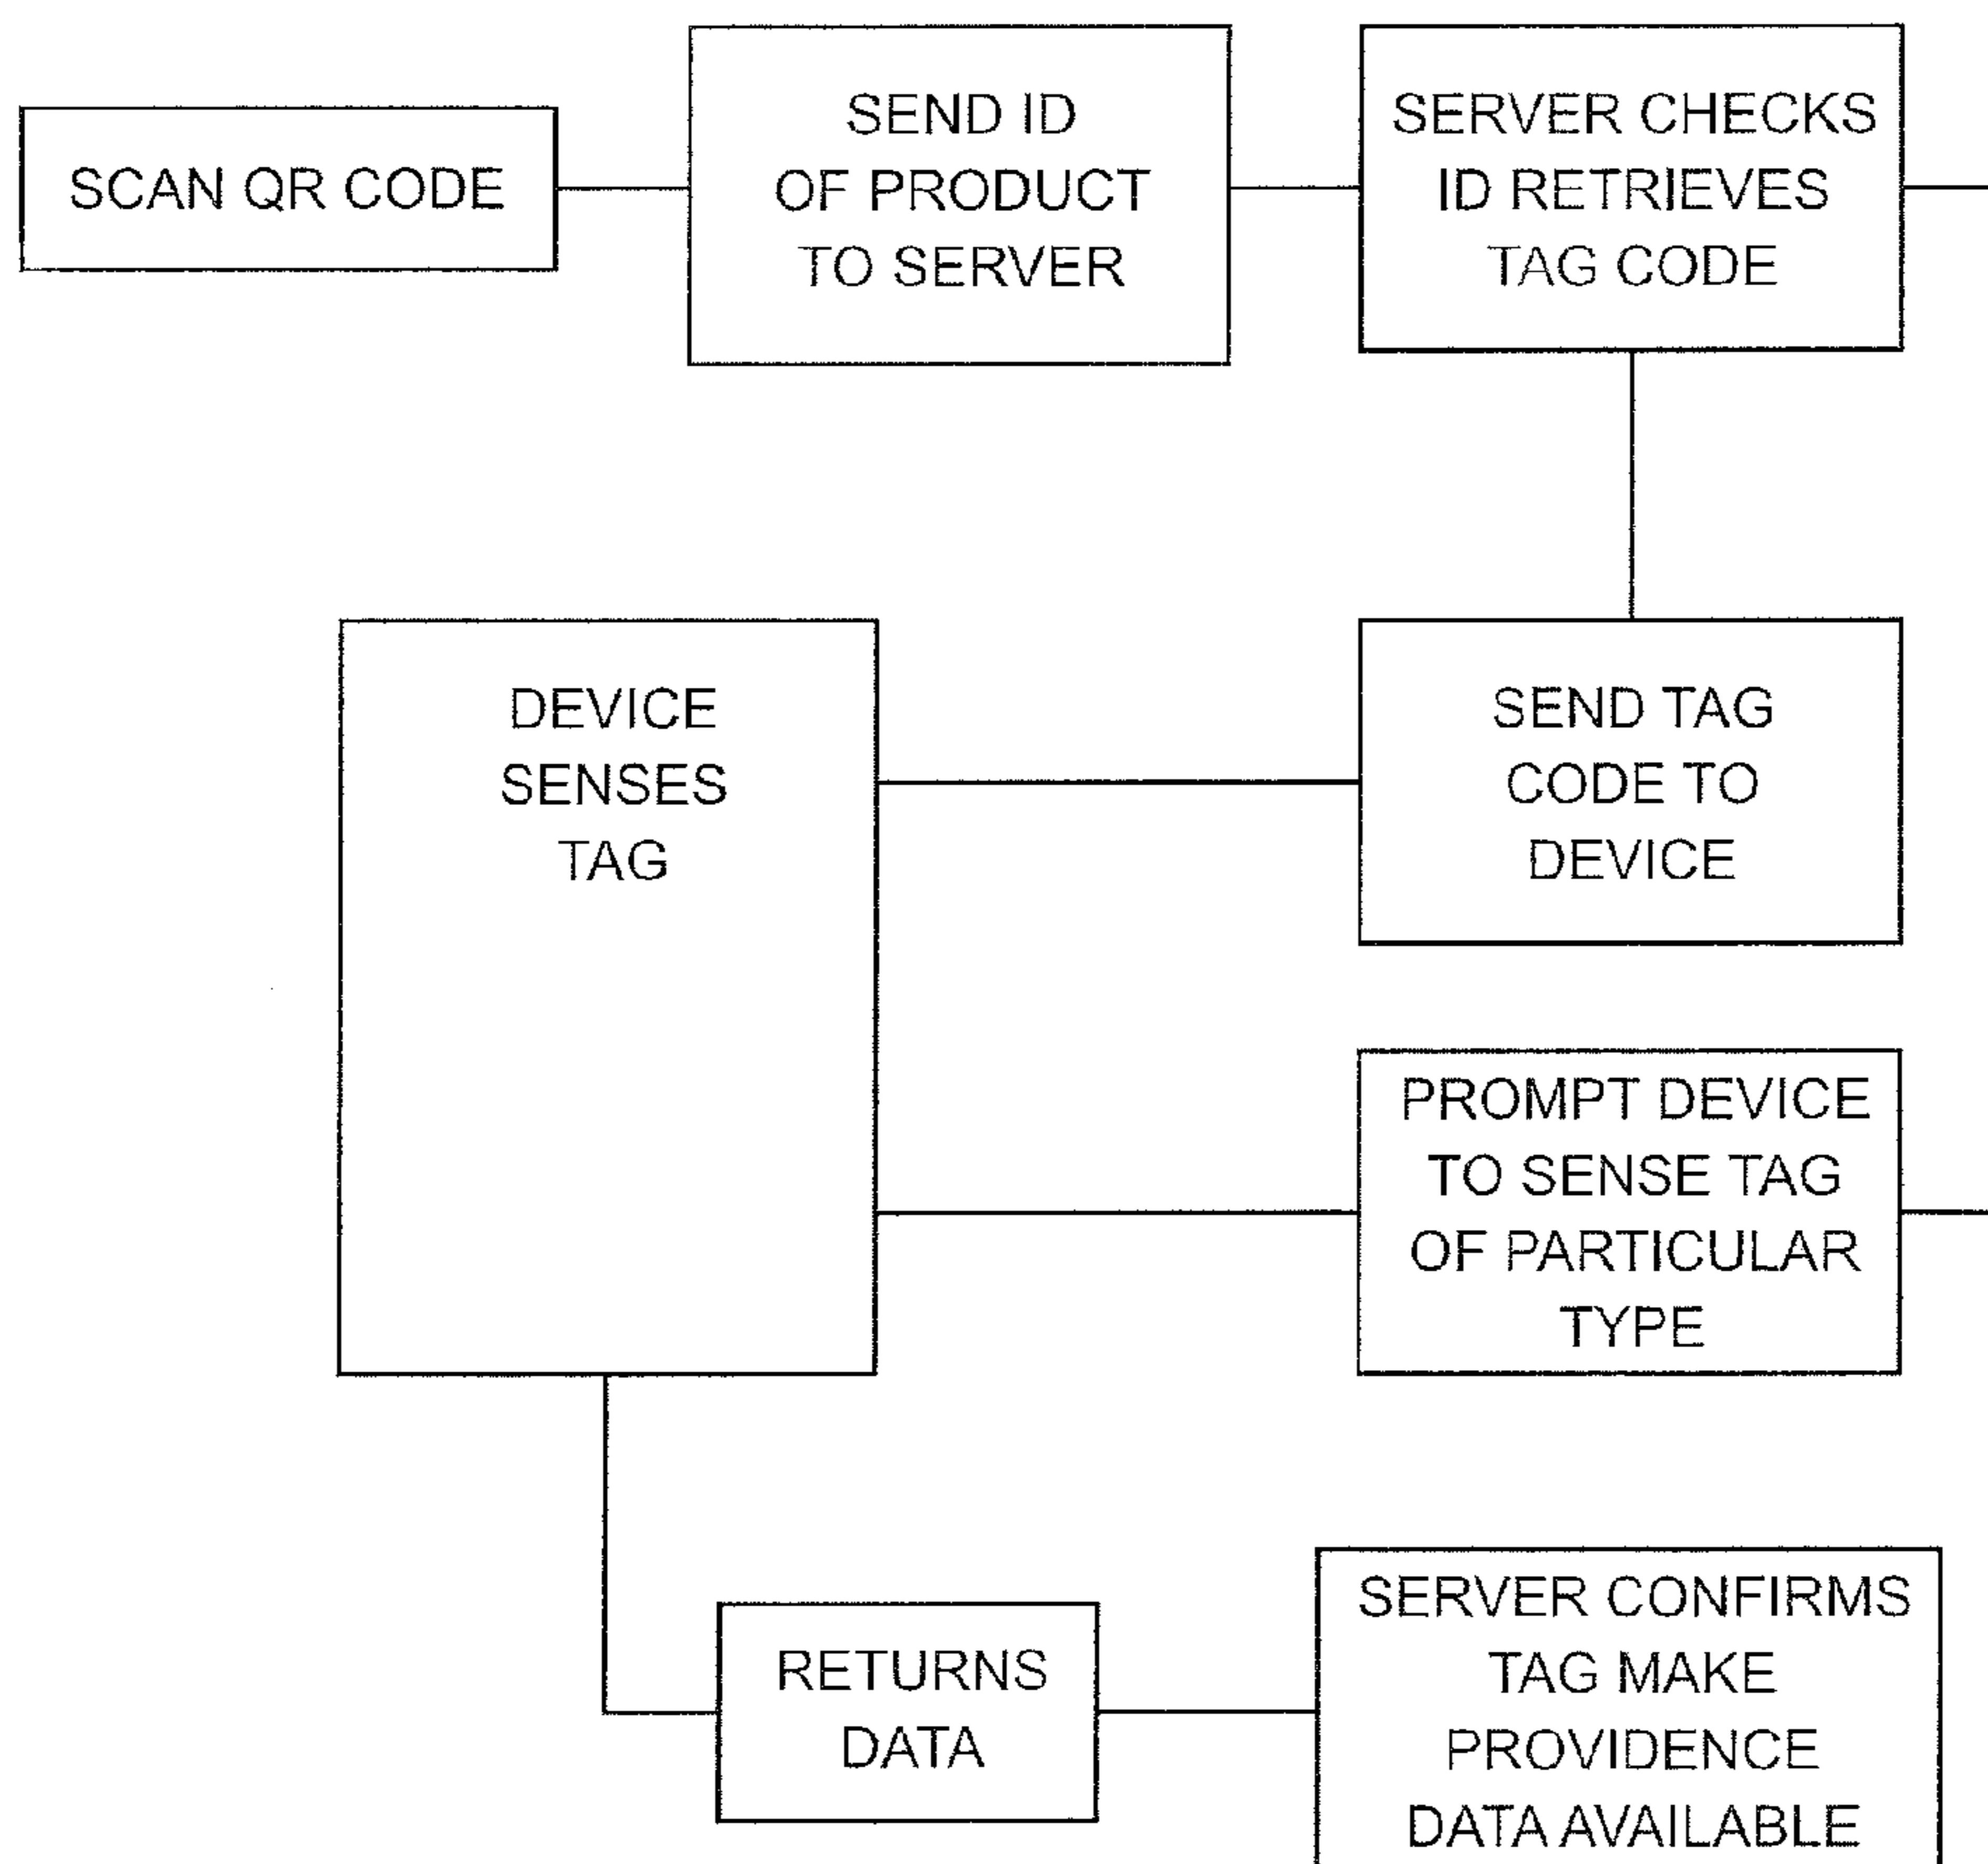 SCAN QR CODE
SEND ID
OF PRODUCT
TO SERVER
SERVER CHECKS
ID RETRIEVES
TAG CODE
DEVICE
SENSES
TAG
SEND TAG
CODE TO
DEVICE
PROMPT DEVICE
TO SENSE TAG
OF PARTICULAR
TYPE
RETURNS
DATA
SERVER CONFIRMS
TAG MAKE
PROVIDENCE
DATA AVAILABLE